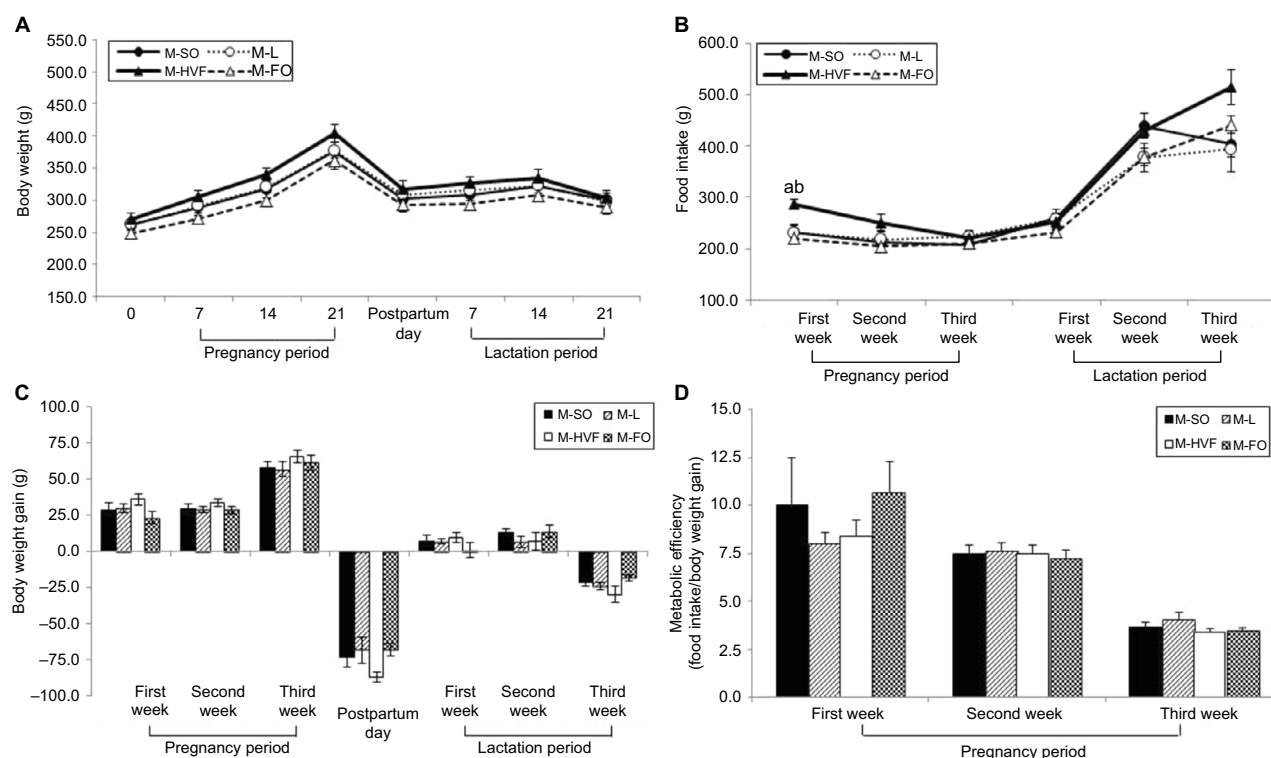 A
550.0
500.0
450.0
400.0
350.0
300.0
250.0
200.0
150.0
Body weight (g)
M-SO M-L
M-HVF M-FO
0 7 14 21 Postpartum day 7 14 21
Pregnancy period Lactation period
B
600.0
500.0
400.0
300.0
200.0
100.0
Food intake (g)
M-SO M-L
M-HVF M-FO
ab
First week Second week Third week First week Second week Third week
Pregnancy period Lactation period
C
100.0
75.0
50.0
25.0
0.0
–25.0
–50.0
–75.0
–100.0
Body weight gain (g)
M-SO M-L
M-HVF M-FO
First week Second week Third week Postpartum day First week Second week Third week
Pregnancy period Lactation period
D
15.0
12.5
10.0
7.5
5.0
2.5
0.0
Metabolic efficiency
(food intake/body weight gain)
M-SO M-L
M-HVF M-FO
First week Second week Third week
Pregnancy period